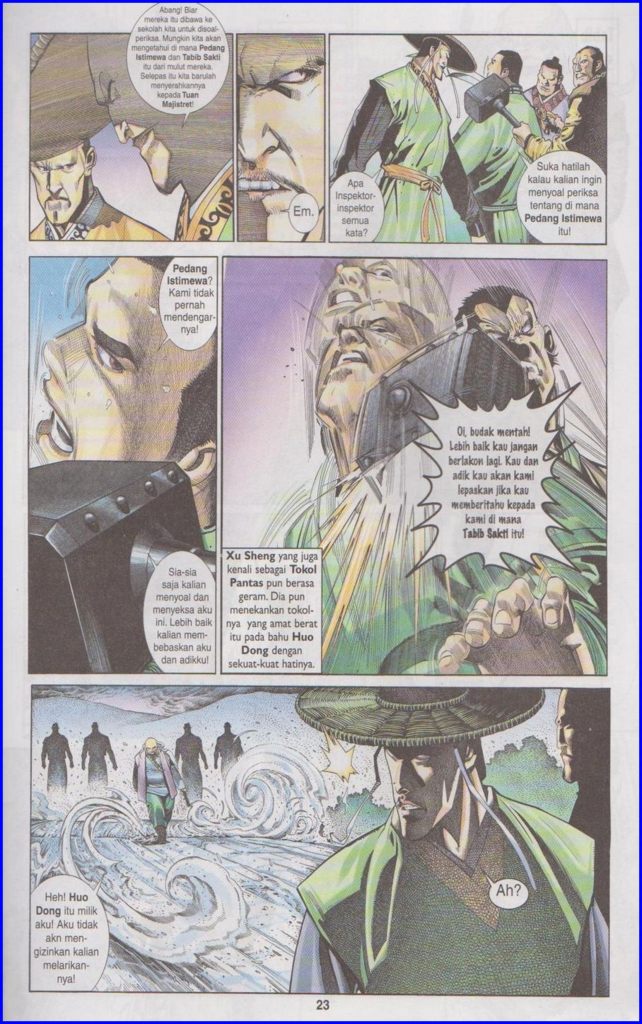 Abang! Biar
mereka itu dibawa ke
sekolah kita untuk disoal-
periksa. Mungkin kita akan
mengetahui di mana Pedang
Istimewa dan Tabib Sakti
itu dari mulut mereka.
Selepas itu kita barulah
menyerahkannya
kepada Tuan
Majistret!
Em.
Apa
Inspektor-
inspektor
semua
kata?
Suka hatilah
kalau kalian ingin
menyoal periksa
tentang di mana
Pedang Istimewa
itu!
Pedang
Istimewa?
Kami tidak
pernah
mendengar-
nya!
Sia-sia
saja kalian
menyoal dan
menyeksa aku
ini. Lebih baik
kalian mem-
bebaskan aku
dan adikku!
Oi, budak mentah!
Lebih baik kau jangan
berlakon lagi. Kau dan
adik kau akan kami
lepaskan jika kau
memberitahu kepada
kami di mana
Tabib Sakti itu!
Xu Sheng yang juga
kenali sebagai Tokol
Pantas pun berasa
geram. Dia pun
menekankan tokol-
nya yang amat berat
itu pada bahu Huo
Dong dengan
sekuat-kuat hatinya.
Heh! Huo
Dong itu milik
aku! Aku tidak
akn men-
gizinkan kalian
melarikan-
nya!
Ah?
23